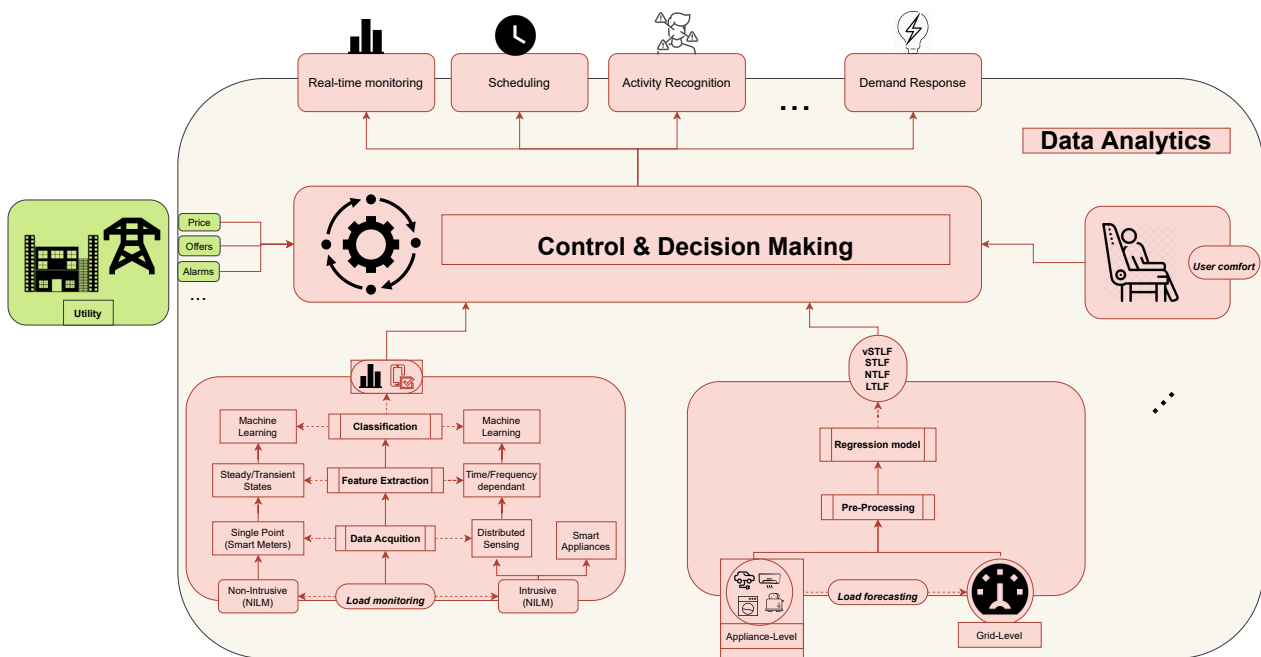 Real-time monitoring
Scheduling
Activity Recognition
...
Demand Response
Data Analytics
Price
Offers
Alarms
...
Utility
Control & Decision Making
User comfort
vSTLF
STLF
NTLF
LTLF
...
Machine
Learning
Classification
Machine
Learning
Steady/Transient
States
Feature Extraction
Time/Frequency
dependant
Single Point
(Smart Meters)
Data Acquition
Distributed
Sensing
Smart
Appliances
Non-Intrusive
(NILM)
Load monitoring
Intrusive
(NILM)
Regression model
Pre-Processing
Load forecasting
Appliance-Level
Grid-Level